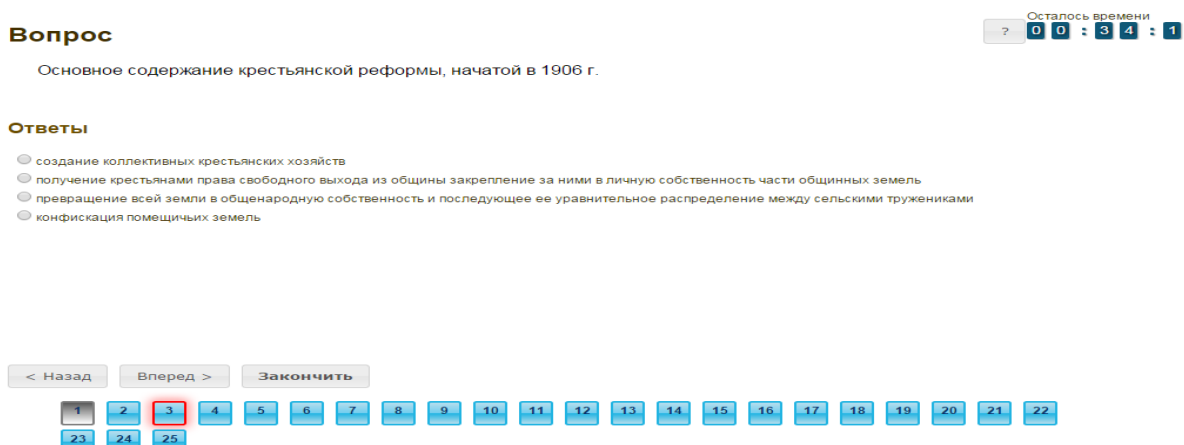 Осталось времени
Вопрос
? 0 0 : 3 4 : 1
Основное содержание крестьянской реформы, начатой в 1906 г.
Ответы
создание коллективных крестьянских хозяйств
получение крестьянами права свободного выхода из общины закрепление за ними в личную собственность части общинных земель
превращение всей земли в общенародную собственность и последующее ее уравнительное распределение между сельскими тружениками
конфискация помещичьих земель
< Назад Вперед > Закончить
1 2 3 4 5 6 7 8 9 10 11 12 13 14 15 16 17 18 19 20 21 22
23 24 25